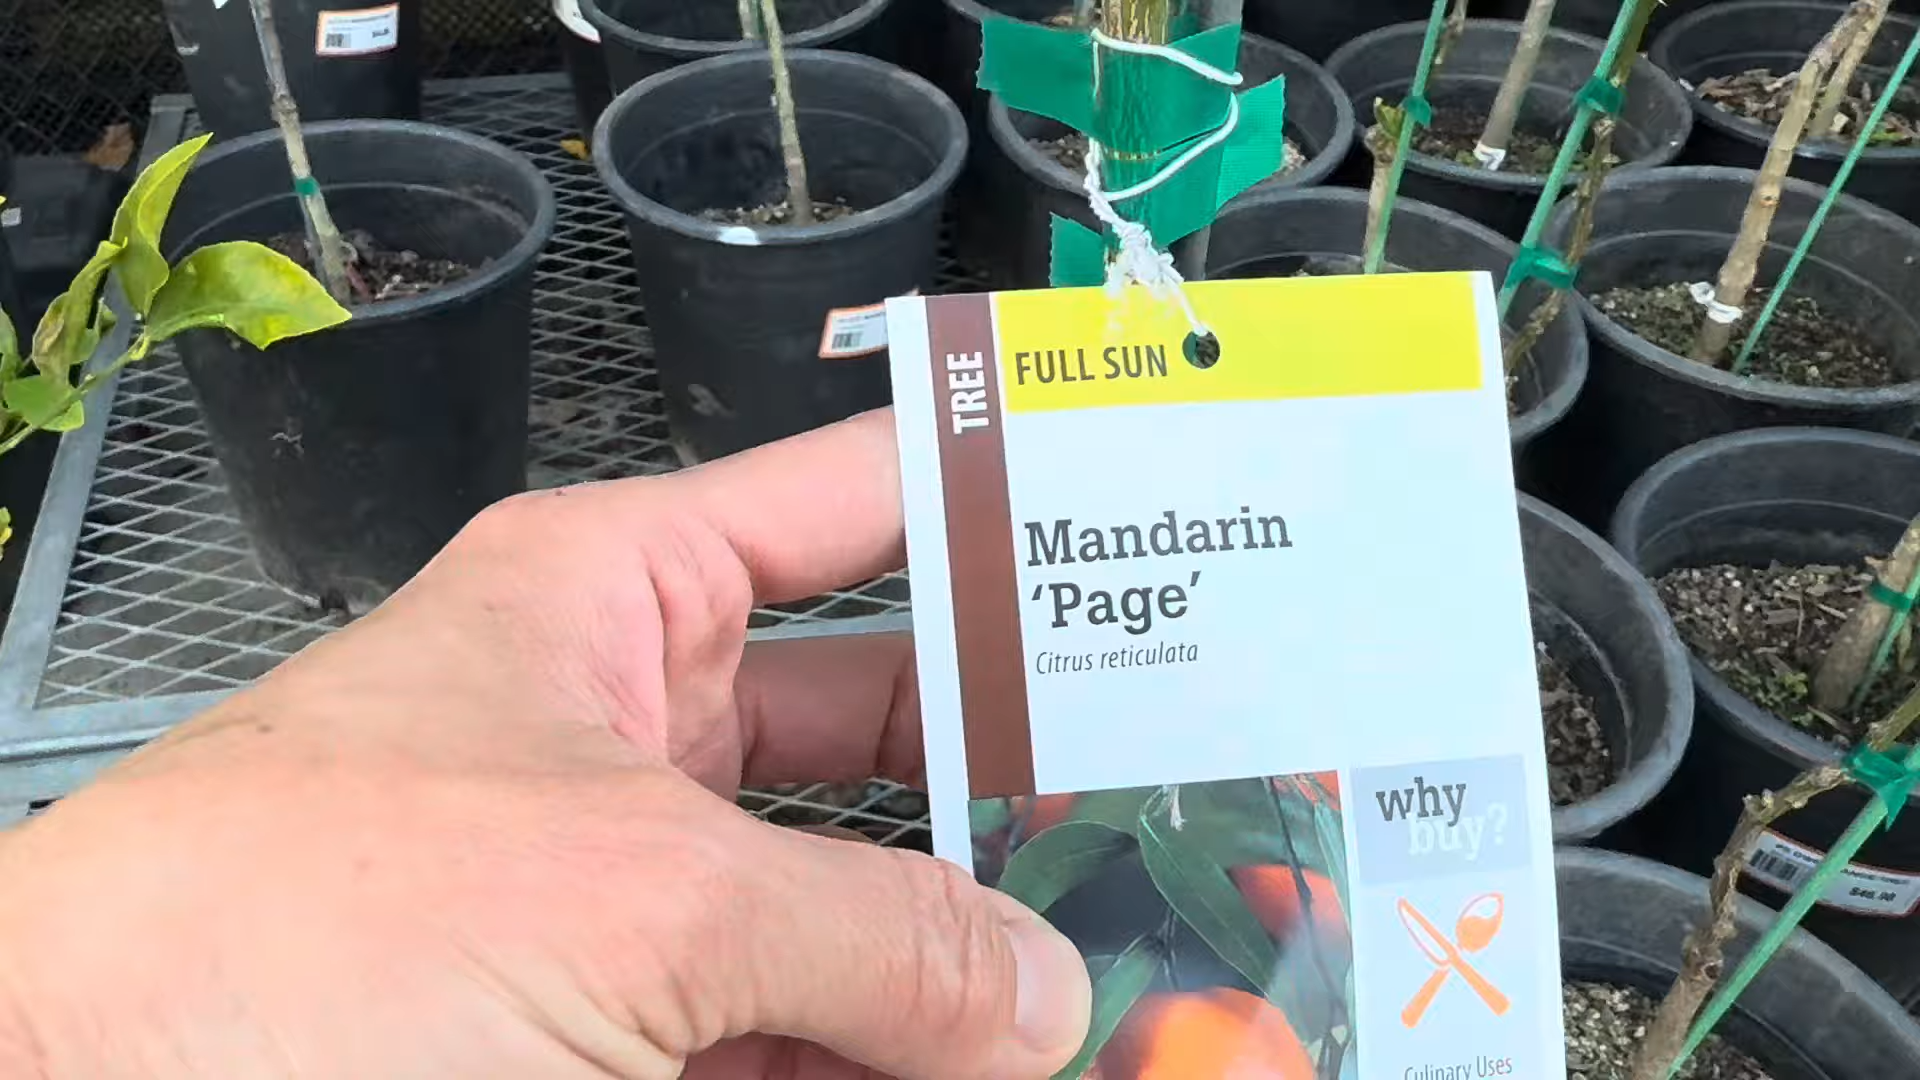 TREE
FULL SUN
Mandarin
‘Page’
Citrus reticulata
why
buy?
Culinary Uses